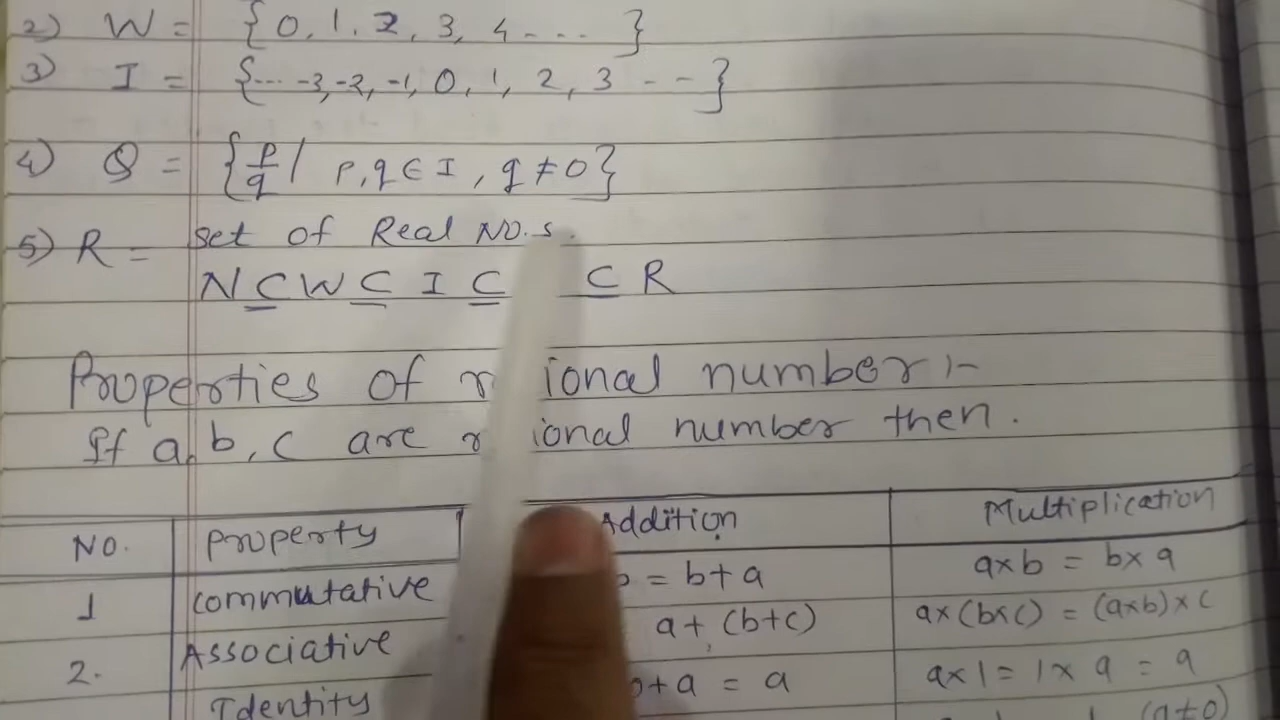 2) W = { 0, 1, 2, 3, 4 - - - - }
3) I = { ... -3, -2, -1, 0, 1, 2, 3 - - }
4) Q = { p/q / p, q ∈ I, q ≠ 0 }
5) R = set of Real NO.s.
N ⊆ W ⊆ I ⊆ ⊆ R
Properties of r ional number :-
If a, b, c are r ional number then.
NO. Property Addition Multiplication
1 Commutative b = b + a a×b = b×a
2. Associative a + (b+c) a×(b×c) = (a×b)×c
Identity 0+a = a a×1 = 1×a = a
(a≠0)